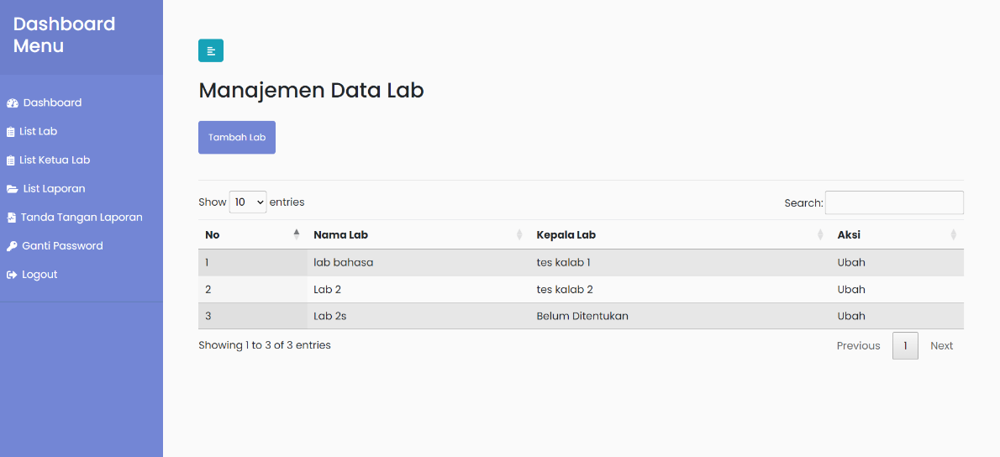 Dashboard
Menu
Dashboard
List Lab
List Ketua Lab
List Laporan
Tanda Tangan Laporan
Ganti Password
Logout
Manajemen Data Lab
Tambah Lab
Show 10 entries
Search:
No Nama Lab Kepala Lab Aksi
1 lab bahasa tes kalab 1 Ubah
2 Lab 2 tes kalab 2 Ubah
3 Lab 2s Belum Ditentukan Ubah
Showing 1 to 3 of 3 entries
Previous 1 Next